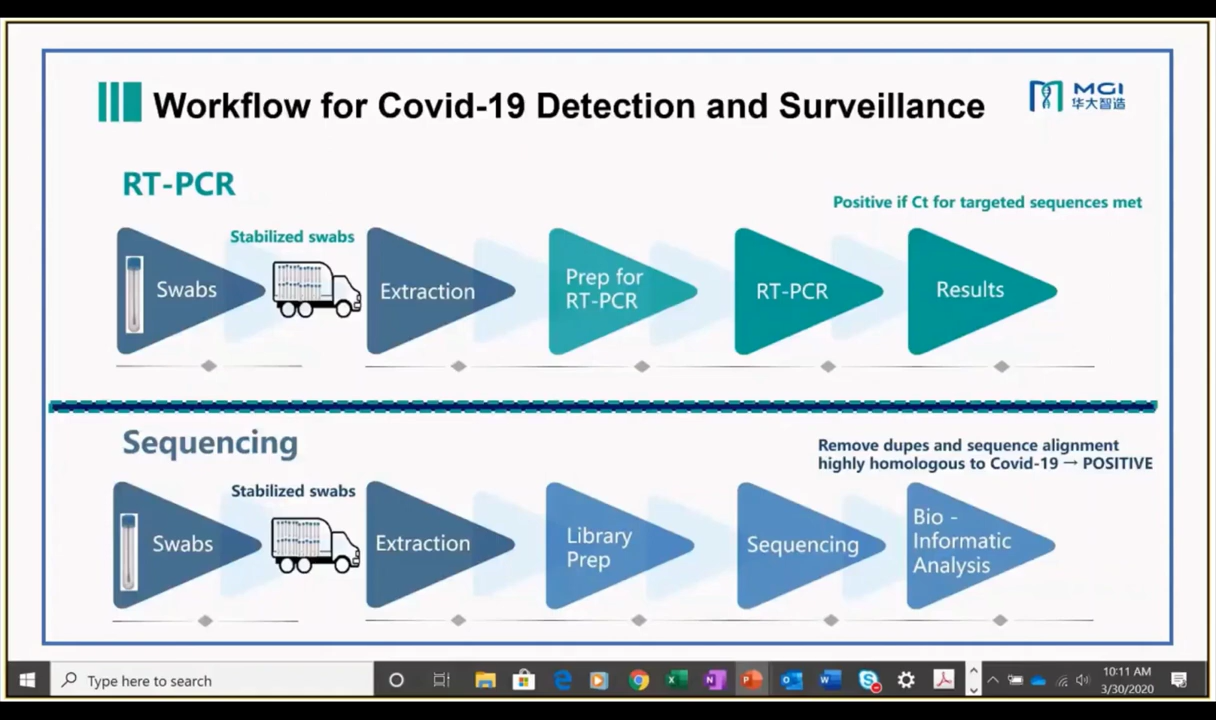 Workflow for Covid-19 Detection and Surveillance
MGI
华大智造
RT-PCR
Positive if Ct for targeted sequences met
Stabilized swabs
Swabs
Extraction
Prep for
RT-PCR
RT-PCR
Results
Sequencing
Remove dupes and sequence alignment
highly homologous to Covid-19 → POSITIVE
Stabilized swabs
Swabs
Extraction
Library
Prep
Sequencing
Bio -
Informatic
Analysis
Type here to search
10:11 AM
3/30/2020